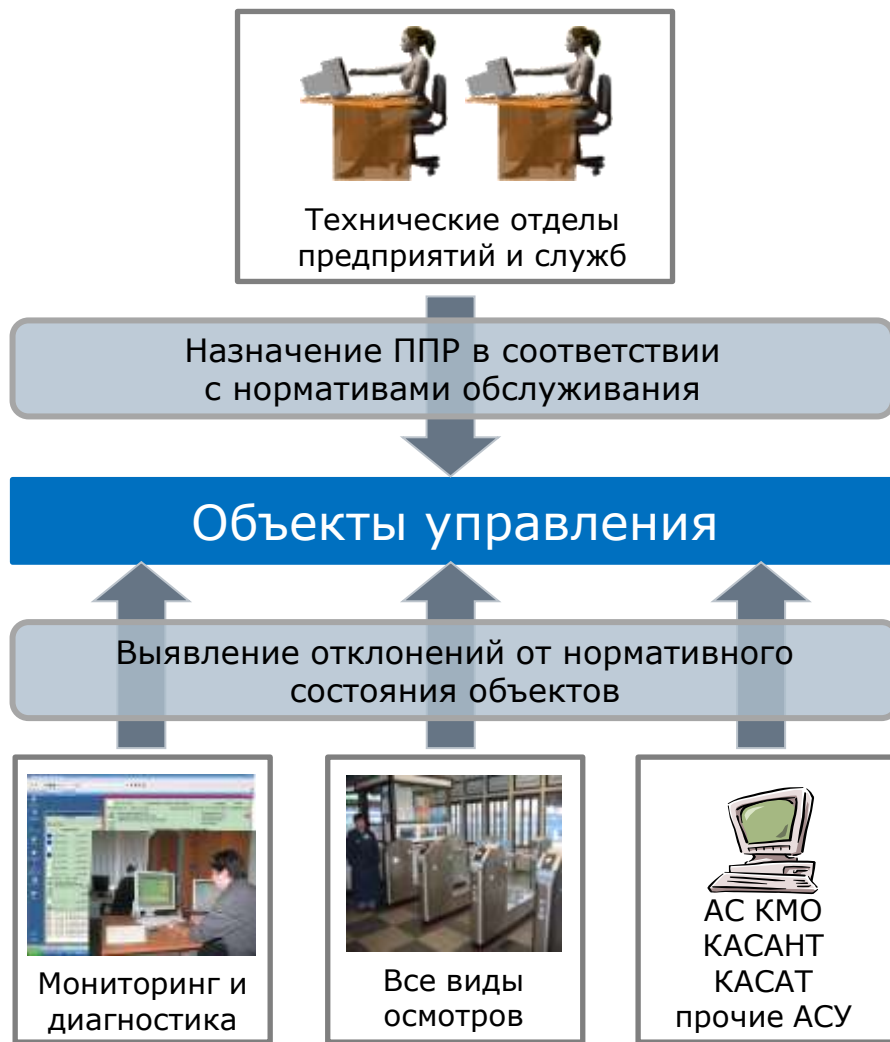 Технические отделы
предприятий и служб
Назначение ППР в соответствии
с нормативами обслуживания
Объекты управления
Выявление отклонений от нормативного
состояния объектов
Мониторинг и
диагностика
Все виды
осмотров
АС КМО
КАСАНТ
КАСАТ
прочие АСУ